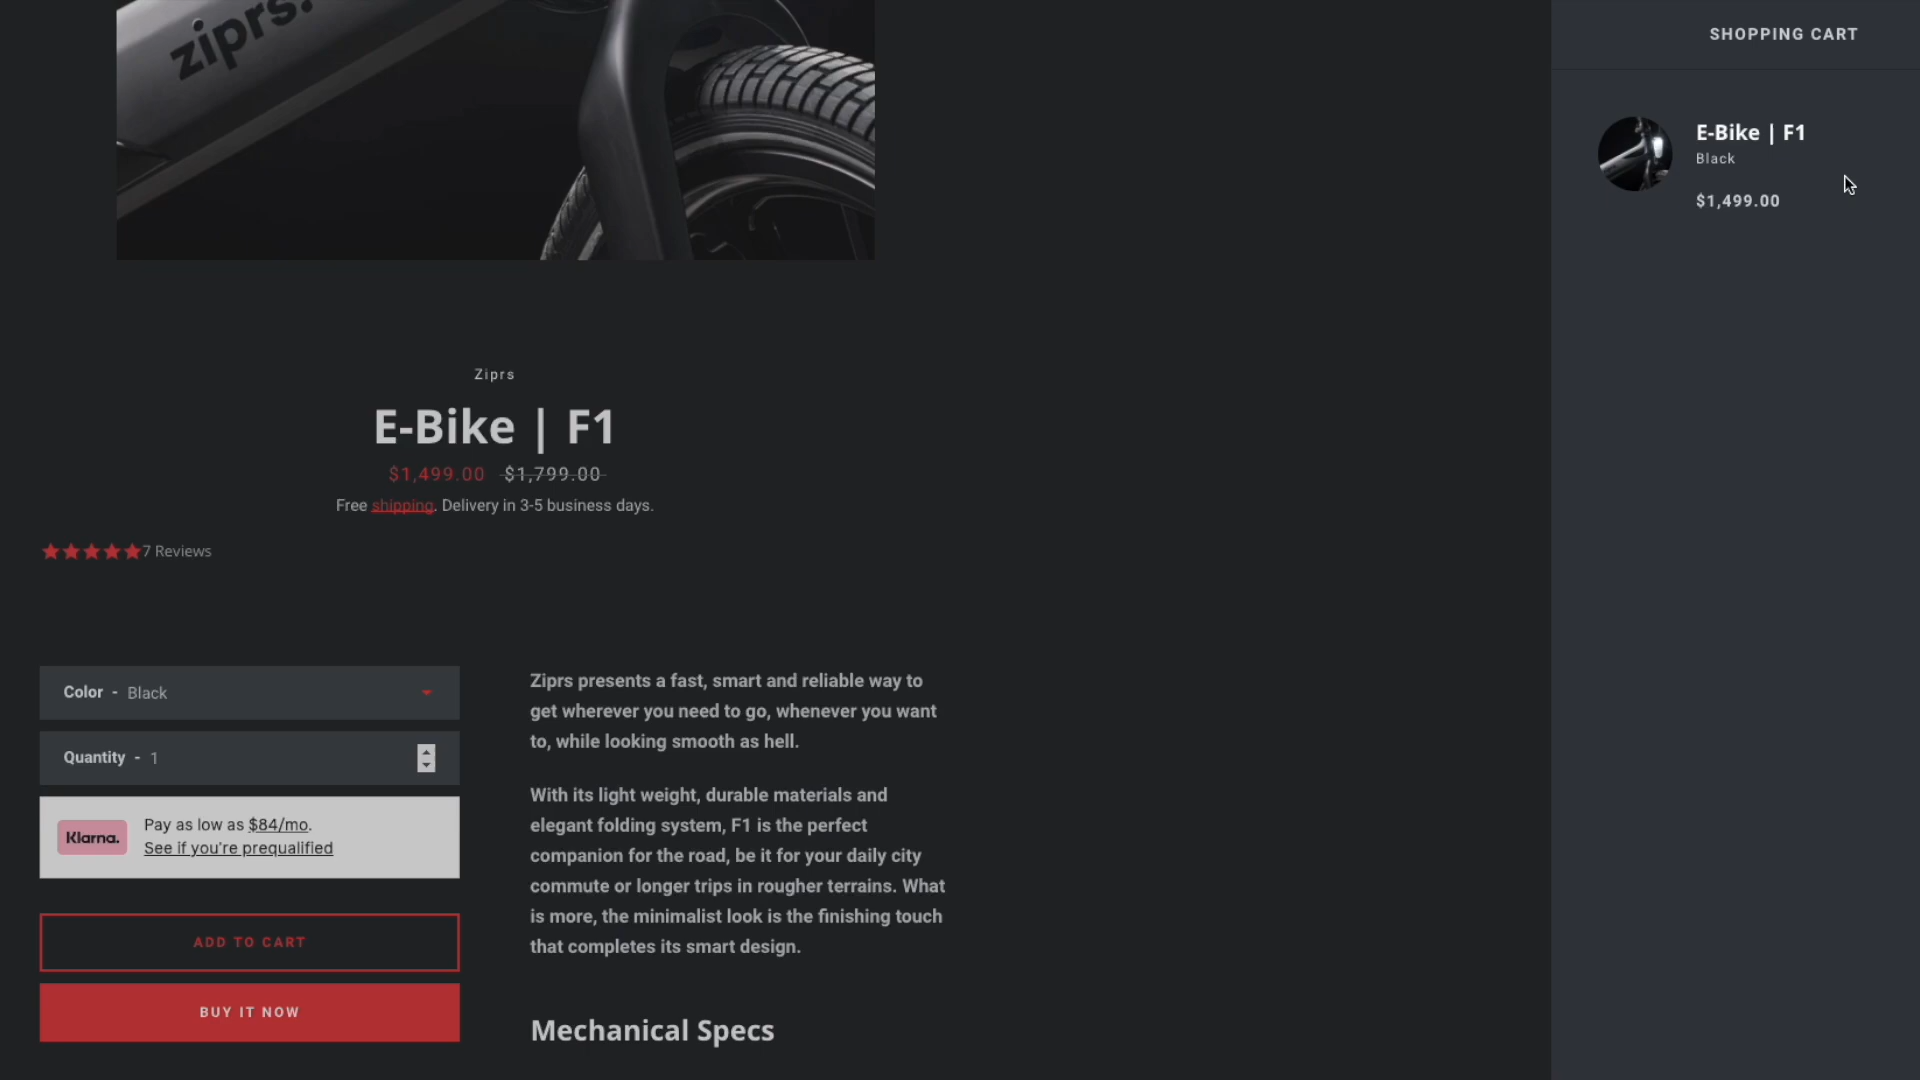 ziprs.
SHOPPING CART
E-Bike | F1
Black
$1,499.00
Ziprs
E-Bike | F1
$1,499.00 $1,799.00
Free shipping. Delivery in 3-5 business days.
7 Reviews
Color - Black
Quantity - 1
Klarna.
Pay as low as $84/mo.
See if you're prequalified
ADD TO CART
BUY IT NOW
Ziprs presents a fast, smart and reliable way to
get wherever you need to go, whenever you want
to, while looking smooth as hell.
With its light weight, durable materials and
elegant folding system, F1 is the perfect
companion for the road, be it for your daily city
commute or longer trips in rougher terrains. What
is more, the minimalist look is the finishing touch
that completes its smart design.
Mechanical Specs